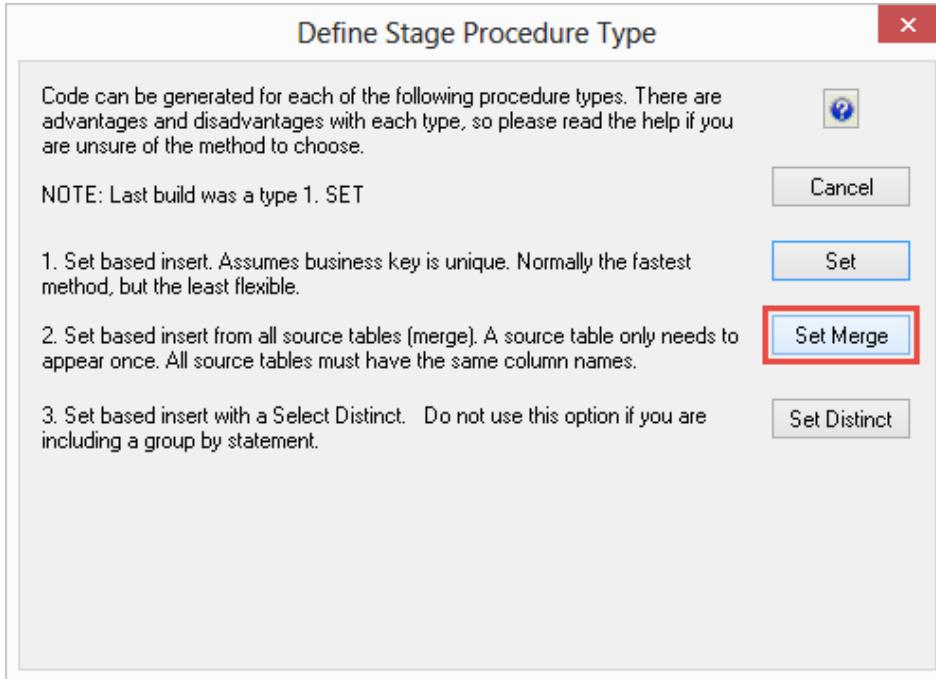 Define Stage Procedure Type
Code can be generated for each of the following procedure types. There are
advantages and disadvantages with each type, so please read the help if you
are unsure of the method to choose.
Cancel
NOTE: Last build was a type 1. SET
1. Set based insert. Assumes business key is unique. Normally the fastest
method, but the least flexible.
Set
2. Set based insert from all source tables (merge). A source table only needs to
appear once. All source tables must have the same column names.
Set Merge
3. Set based insert with a Select Distinct.   Do not use this option if you are
including a group by statement.
Set Distinct